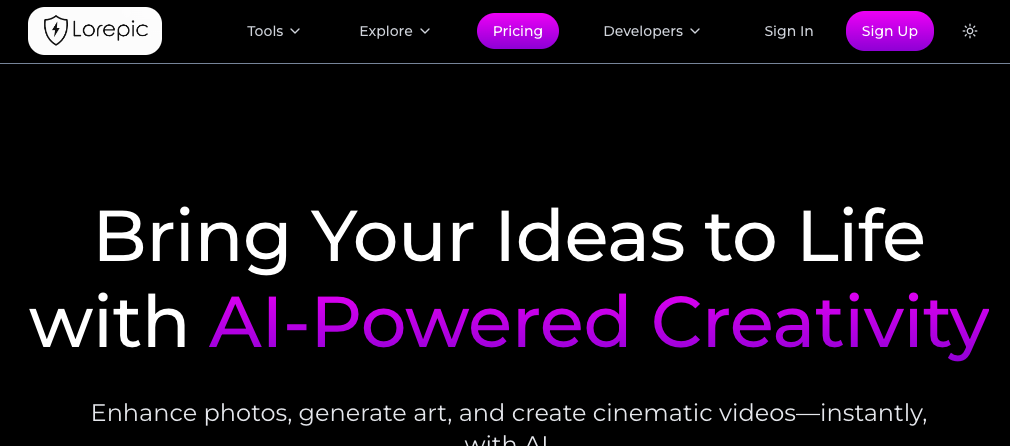 Lorepic
Tools Explore Pricing Developers Sign In Sign Up
Bring Your Ideas to Life
with AI-Powered Creativity
Enhance photos, generate art, and create cinematic videos—instantly,
with AI